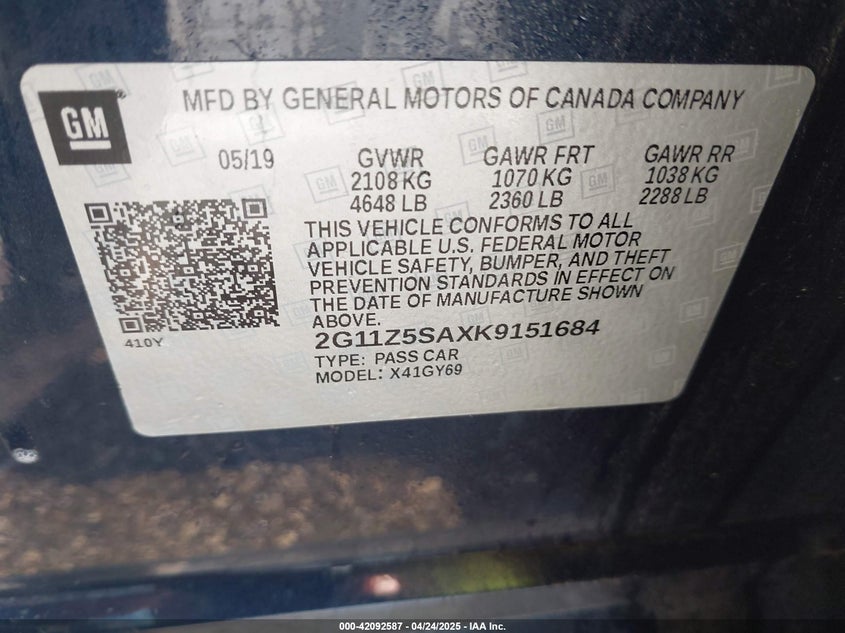 GM
MFD BY GENERAL MOTORS OF CANADA COMPANY
05/19 GVWR GAWR FRT GAWR RR
2108 KG 1070 KG 1038 KG
4648 LB 2360 LB 2288 LB
THIS VEHICLE CONFORMS TO ALL
APPLICABLE U.S. FEDERAL MOTOR
VEHICLE SAFETY, BUMPER, AND THEFT
PREVENTION STANDARDS IN EFFECT ON
THE DATE OF MANUFACTURE SHOWN
ABOVE.
2G11Z5SAXK9151684
410Y
TYPE: PASS CAR
MODEL: X41GY69
000-42092587 - 04/24/2025 - IAA Inc.